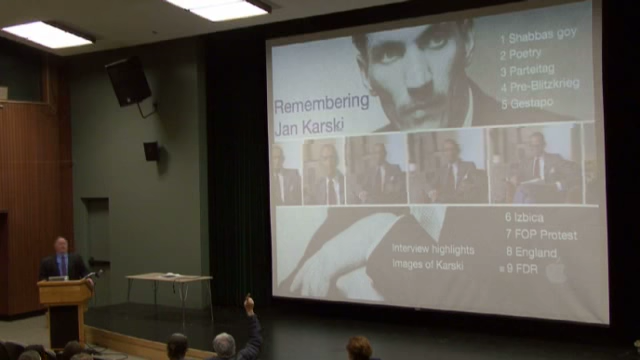 Remembering
Jan Karski
1 Shabbas goy
2 Poetry
3 Parteitag
4 Pre-Blitzkrieg
5 Gestapo
Interview highlights
Images of Karski
6 Izbica
7 FOP Protest
8 England
9 FDR